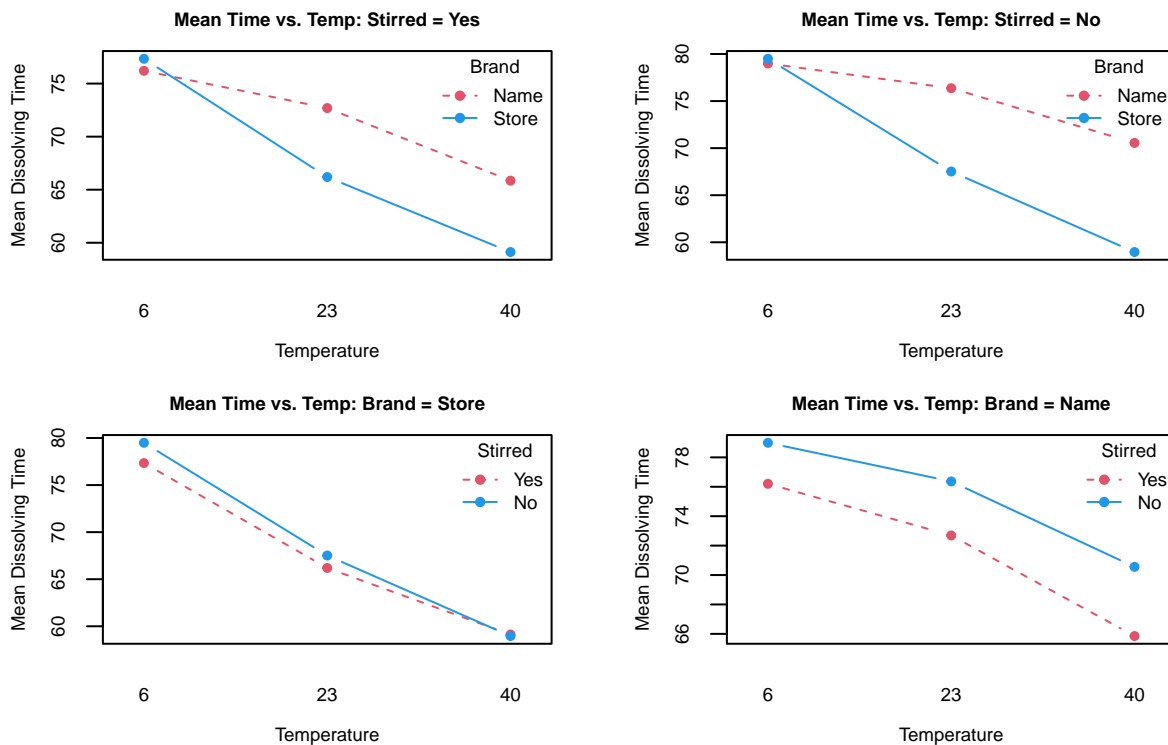 Mean Time vs. Temp: Stirred = Yes
Mean Dissolving Time
75
70
65
60
Brand
Name
Store
6 23 40
Temperature
Mean Time vs. Temp: Stirred = No
Mean Dissolving Time
80
75
70
65
60
Brand
Name
Store
6 23 40
Temperature
Mean Time vs. Temp: Brand = Store
Mean Dissolving Time
80
75
70
65
60
Stirred
Yes
No
6 23 40
Temperature
Mean Time vs. Temp: Brand = Name
Mean Dissolving Time
78
74
70
66
Stirred
Yes
No
6 23 40
Temperature